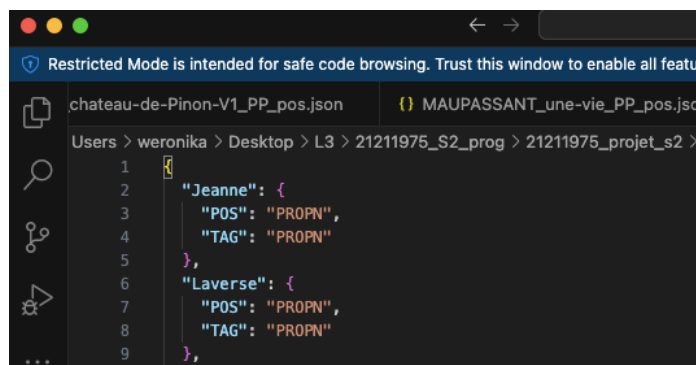 Restricted Mode is intended for safe code browsing. Trust this window to enable all featu
chateau-de-Pinon-V1_PP_pos.json {} MAUPASSANT_une-vie_PP_pos.jso
Users > weronika > Desktop > L3 > 21211975_S2_prog > 21211975_projet_s2 >
1 {
2 "Jeanne": {
3 "POS": "PROPN",
4 "TAG": "PROPN"
5 },
6 "Laverse": {
7 "POS": "PROPN",
8 "TAG": "PROPN"
9 },